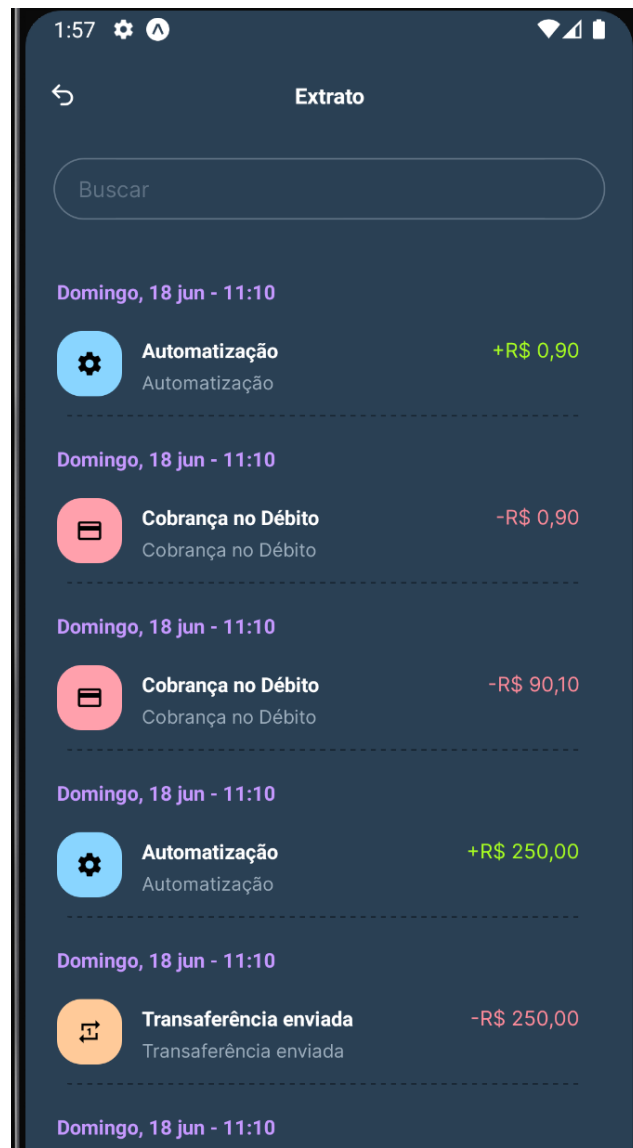 1:57
Extrato
Buscar
Domingo, 18 jun - 11:10
Automatização +R$ 0,90
Automatização
Domingo, 18 jun - 11:10
Cobrança no Débito -R$ 0,90
Cobrança no Débito
Domingo, 18 jun - 11:10
Cobrança no Débito -R$ 90,10
Cobrança no Débito
Domingo, 18 jun - 11:10
Automatização +R$ 250,00
Automatização
Domingo, 18 jun - 11:10
Transaferência enviada -R$ 250,00
Transaferência enviada
Domingo, 18 jun - 11:10